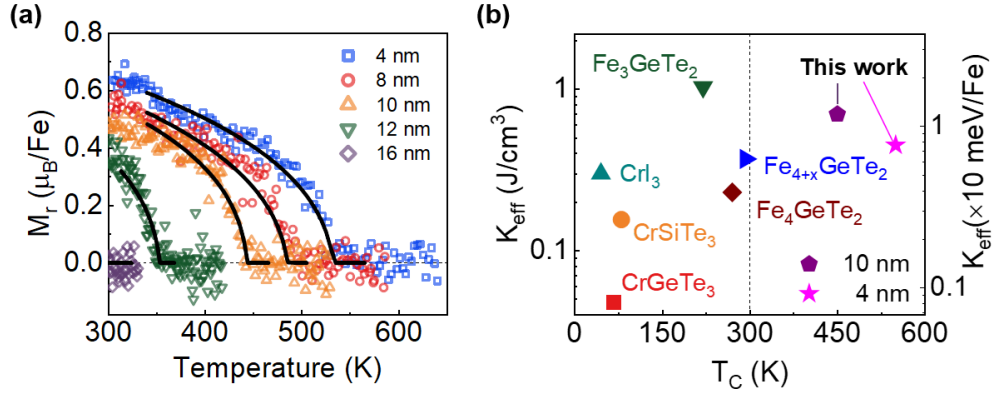 (a)
0.8
0.6
0.4
0.2
0.0
M_r (μ_B/Fe)
4 nm
8 nm
10 nm
12 nm
16 nm
300 350 400 450 500 550 600
Temperature (K)
(b)
K_eff (J/cm³)
1
0.1
Fe₃GeTe₂
This work
CrI₃
Fe₄₊ₓGeTe₂
Fe₄GeTe₂
CrSiTe₃
CrGeTe₃
10 nm
4 nm
0 150 300 450 600
T_C (K)
1
0.1
K_eff(×10 meV/Fe)